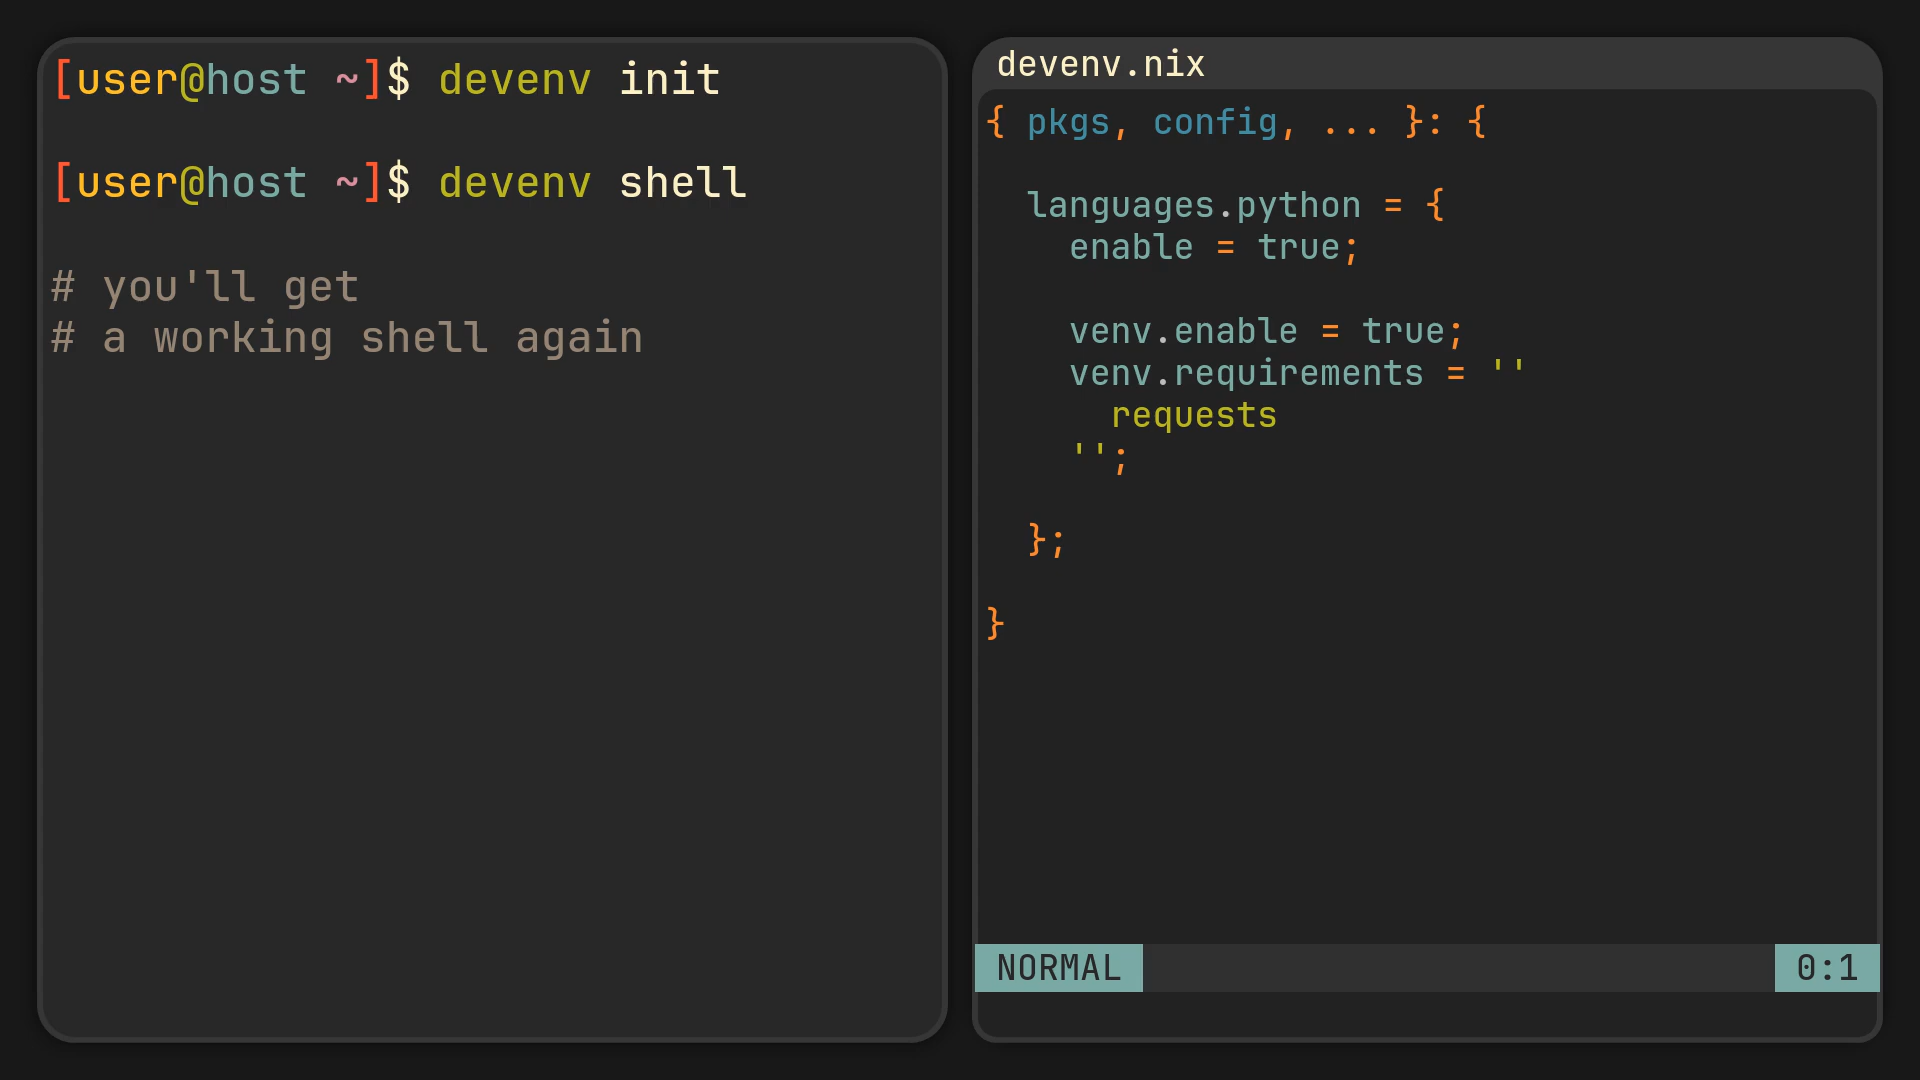 [user@host ~]$ devenv init
[user@host ~]$ devenv shell
# you'll get
# a working shell again
devenv.nix
{ pkgs, config, ... }: {
languages.python = {
enable = true;
venv.enable = true;
venv.requirements = ''
requests
'';
};
}
NORMAL
0:1